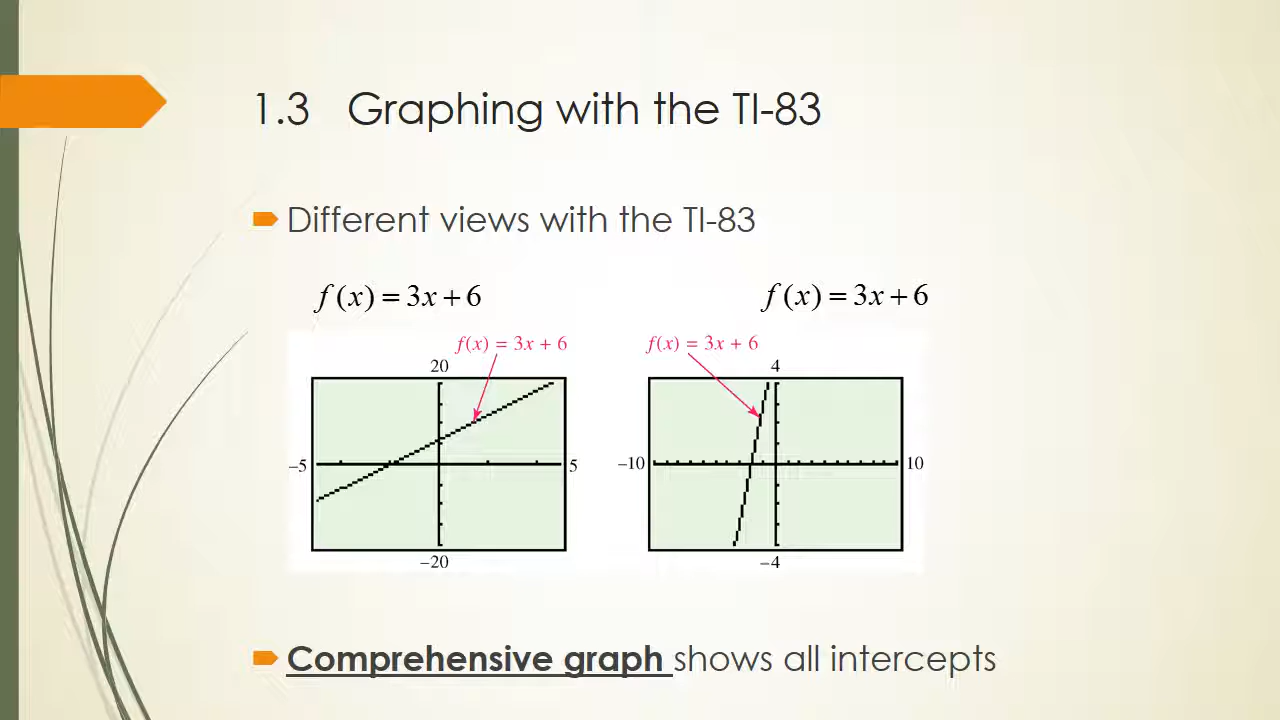 1.3 Graphing with the TI-83
Different views with the TI-83
f(x) = 3x + 6
f(x) = 3x + 6
f(x) = 3x + 6
f(x) = 3x + 6
20
4
−5
5
−10
10
−20
−4
Comprehensive graph shows all intercepts